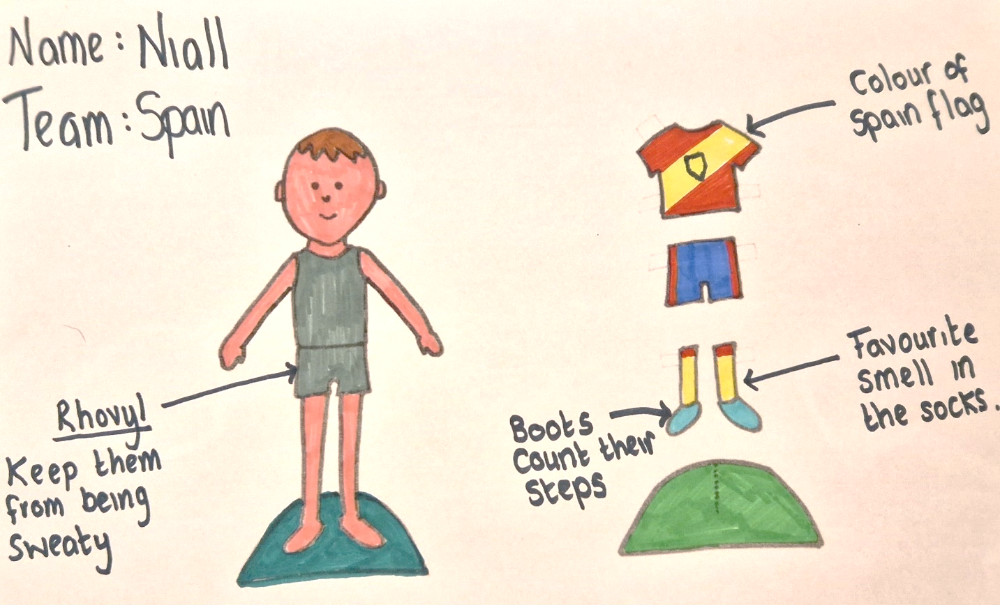 Name: Niall
Team: Spain
Colour of
Spain flag
Favourite
smell in
the socks.
Rhovyl
Keep them
from being
sweaty
Boots
Count their
steps